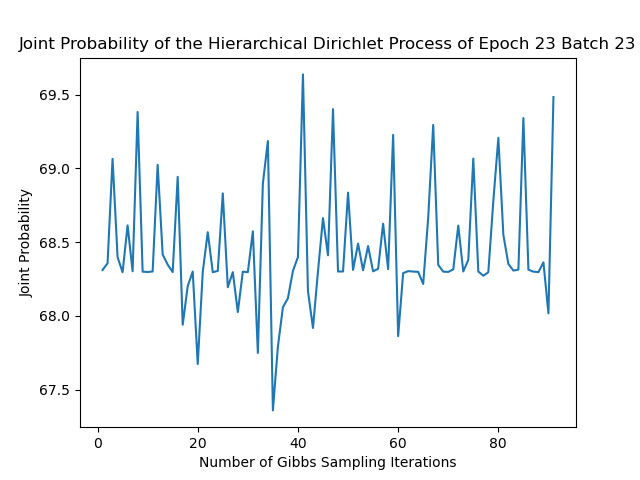 Joint Probability of the Hierarchical Dirichlet Process of Epoch 23 Batch 23
69.5
69.0
68.5
68.0
67.5
Joint Probability
0 20 40 60 80
Number of Gibbs Sampling Iterations